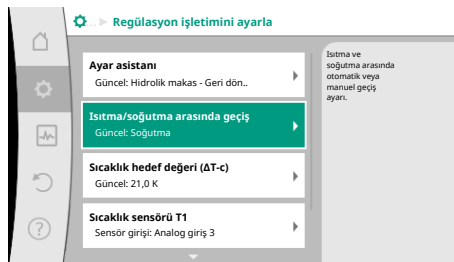 .. Regülasyon işletimini ayarla
Ayar asistanı
Güncel: Hidrolik makas - Geri dön..
Isıtma/soğutma arasında geçiş
Güncel: Soğutma
Sıcaklık hedef değeri (ΔT-c)
Güncel: 21,0 K
Sıcaklık sensörü T1
Sensör girişi: Analog giriş 3
Isıtma ve
soğutma arasında
otomatik veya
manuel geçiş
ayarı.